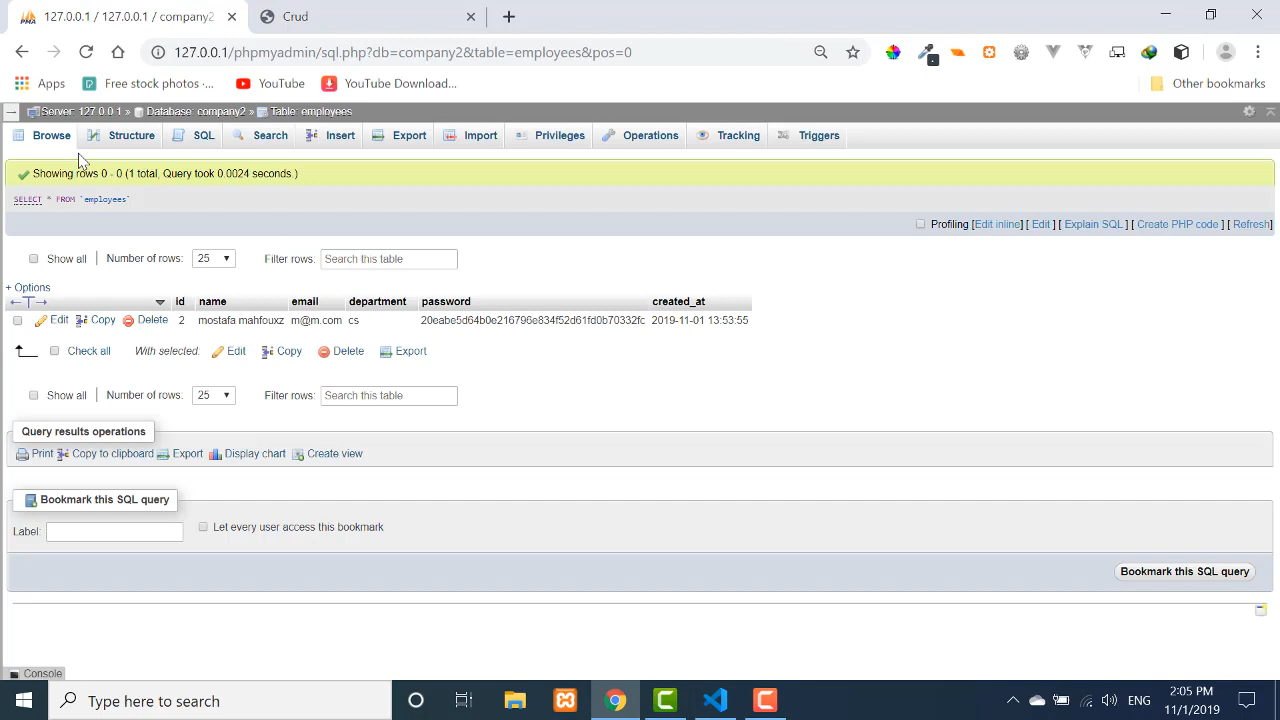 127.0.0.1 / 127.0.0.1 / company2
Crud
127.0.0.1/phpmyadmin/sql.php?db=company2&table=employees&pos=0
Apps Free stock photos ·... YouTube YouTube Download... Other bookmarks
Server: 127.0.0.1 » Database: company2 » Table: employees
Browse Structure SQL Search Insert Export Import Privileges Operations Tracking Triggers
Showing rows 0 - 0 (1 total, Query took 0.0024 seconds.)
SELECT * FROM `employees`
Profiling [Edit inline] [ Edit ] [ Explain SQL ] [ Create PHP code ] [ Refresh]
Show all Number of rows: 25 Filter rows: Search this table
+ Options
id name email department password created_at
Edit Copy Delete 2 mostafa mahfouxz m@m.com cs 20eabe5d64b0e216796e834f52d61fd0b70332fc 2019-11-01 13:53:55
Check all With selected: Edit Copy Delete Export
Show all Number of rows: 25 Filter rows: Search this table
Query results operations
Print Copy to clipboard Export Display chart Create view
Bookmark this SQL query
Label: Let every user access this bookmark
Bookmark this SQL query
Console
Type here to search
ENG
2:05 PM
11/1/2019